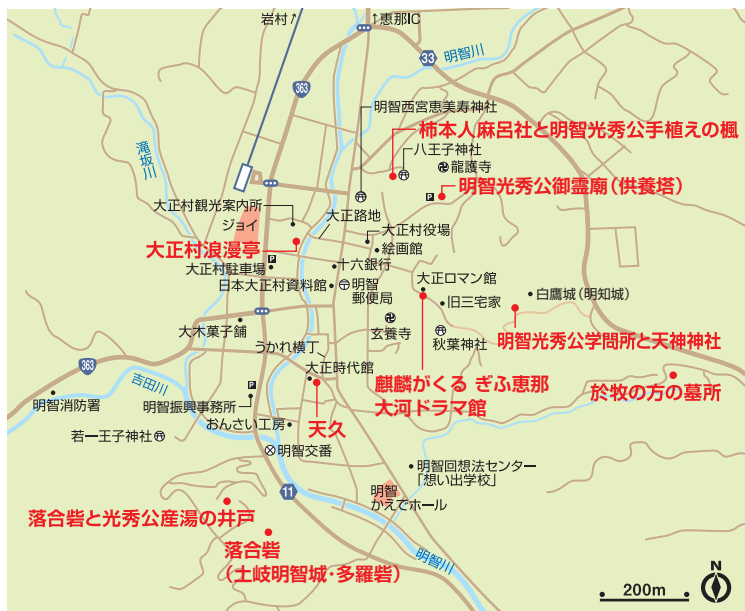 岩村↗
↑恵那IC
33
明智川
363
明智西宮恵美寿神社
柿本人麻呂社と明智光秀公手植えの楓
八王子神社
龍護寺
滝坂川
P
明智光秀公御霊廟(供養塔)
大正村観光案内所
大正路地
ジョイ
大正村役場
大正村浪漫亭
絵画館
P
大正村駐車場
十六銀行
大正ロマン館
日本大正村資料館
明智
郵便局
旧三宅家
白鷹城(明知城)
大木菓子舗
玄養寺
秋葉神社
明智光秀公学問所と天神神社
うかれ横丁
363
大正時代館
麒麟がくる ぎふ恵那
大河ドラマ館
於牧の方の墓所
吉田川
P
明智消防署
明智振興事務所
天久
おんさい工房
若一王子神社
明智交番
明智回想法センター
「想い出学校」
11
明智
かえでホール
落合砦と光秀公産湯の井戸
落合砦
(土岐明智城・多羅砦)
明智川
200m
N